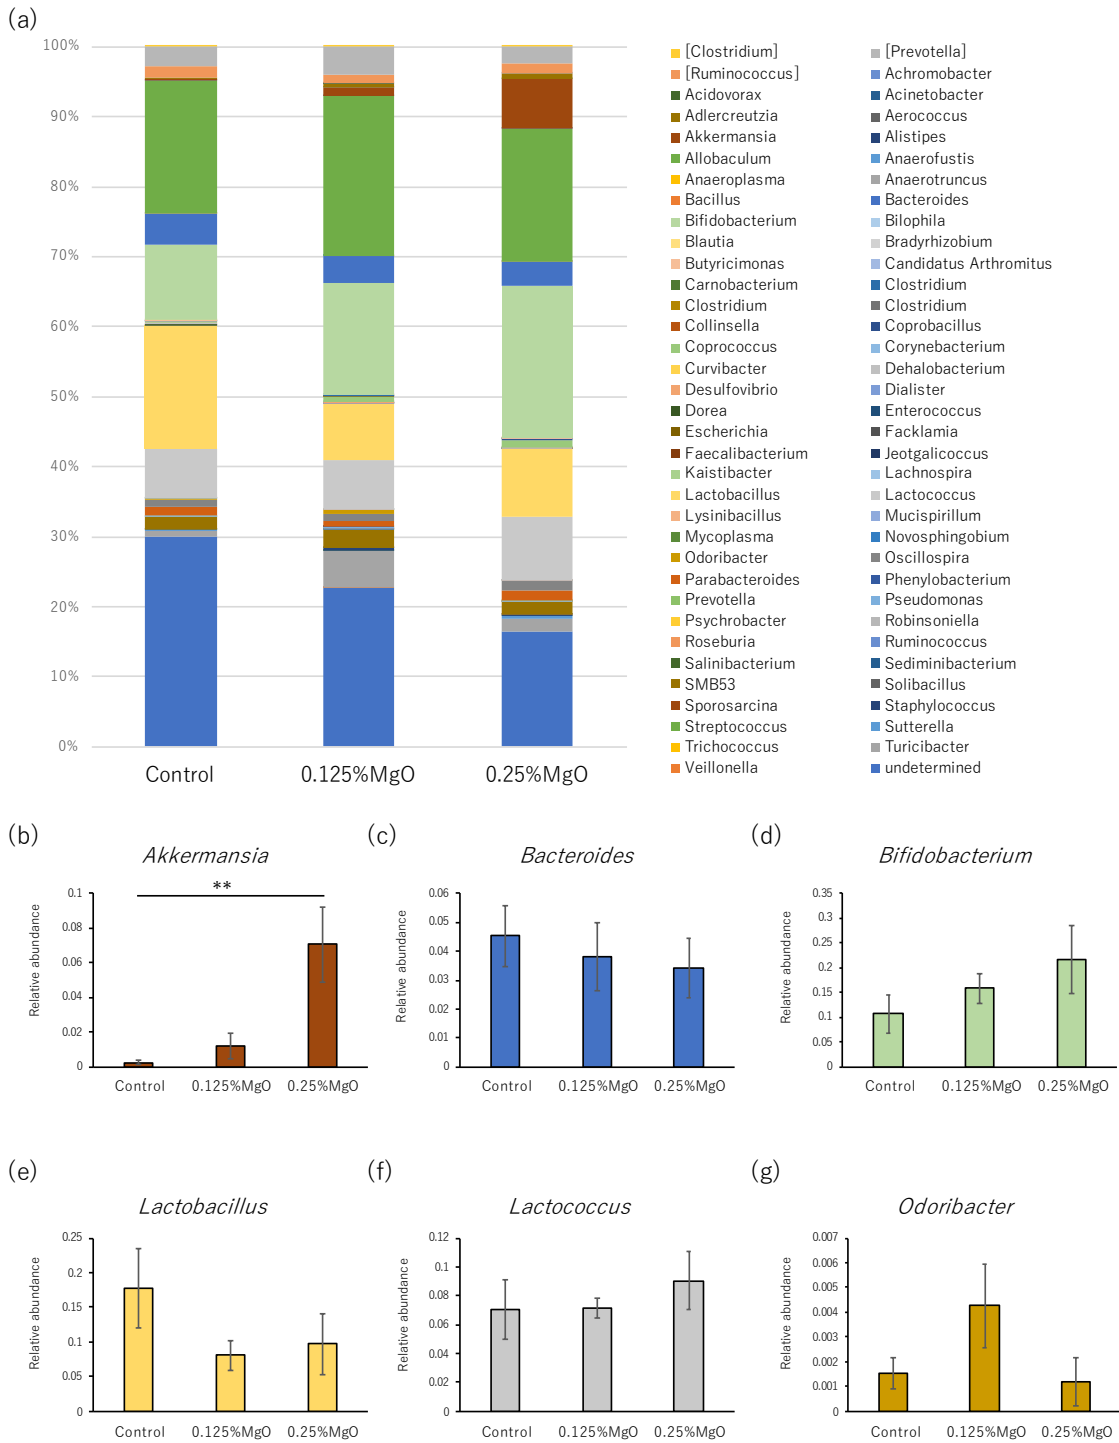 (a)
100%
90%
80%
70%
60%
50%
40%
30%
20%
10%
0%
Control 0.125%MgO 0.25%MgO
[Clostridium] [Prevotella]
[Ruminococcus] Achromobacter
Acidovorax Acinetobacter
Adlercreutzia Aerococcus
Akkermansia Alistipes
Allobaculum Anaerofustis
Anaeroplasma Anaerotruncus
Bacillus Bacteroides
Bifidobacterium Bilophila
Blautia Bradyrhizobium
Butyricimonas Candidatus Arthromitus
Carnobacterium Clostridium
Clostridium Clostridium
Collinsella Coprobacillus
Coprococcus Corynebacterium
Curvibacter Dehalobacterium
Desulfovibrio Dialister
Dorea Enterococcus
Escherichia Facklamia
Faecalibacterium Jeotgalicoccus
Kaistibacter Lachnospira
Lactobacillus Lactococcus
Lysinibacillus Mucispirillum
Mycoplasma Novosphingobium
Odoribacter Oscillospira
Parabacteroides Phenylobacterium
Prevotella Pseudomonas
Psychrobacter Robinsoniella
Roseburia Ruminococcus
Salinibacterium Sediminibacterium
SMB53 Solibacillus
Sporosarcina Staphylococcus
Streptococcus Sutterella
Trichococcus Turicibacter
Veillonella undetermined
(b)
Akkermansia
**
Relative abundance
0.1
0.08
0.06
0.04
0.02
0
Control 0.125%MgO 0.25%MgO
(c)
Bacteroides
Relative abundance
0.06
0.05
0.04
0.03
0.02
0.01
0
Control 0.125%MgO 0.25%MgO
(d)
Bifidobacterium
Relative abundance
0.35
0.3
0.25
0.2
0.15
0.1
0.05
0
Control 0.125%MgO 0.25%MgO
(e)
Lactobacillus
Relative abundance
0.25
0.2
0.15
0.1
0.05
0
Control 0.125%MgO 0.25%MgO
(f)
Lactococcus
Relative abundance
0.12
0.1
0.08
0.06
0.04
0.02
0
Control 0.125%MgO 0.25%MgO
(g)
Odoribacter
Relative abundance
0.007
0.006
0.005
0.004
0.003
0.002
0.001
0
Control 0.125%MgO 0.25%MgO